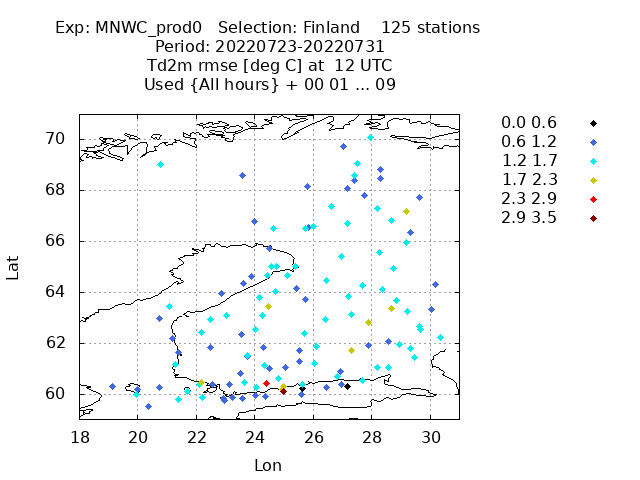 Exp: MNWC_prod0   Selection: Finland    125 stations
Period: 20220723-20220731
Td2m rmse [deg C] at  12 UTC
Used {All hours} + 00 01 ... 09
0.0 0.6
0.6 1.2
1.2 1.7
1.7 2.3
2.3 2.9
2.9 3.5
70
68
66
64
62
60
Lat
18 20 22 24 26 28 30
Lon